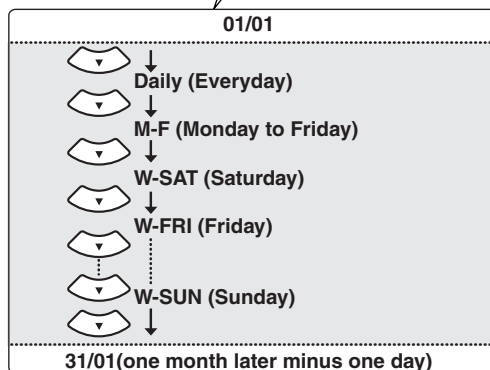 01/01
Daily (Everyday)
M-F (Monday to Friday)
W-SAT (Saturday)
W-FRI (Friday)
W-SUN (Sunday)
31/01(one month later minus one day)